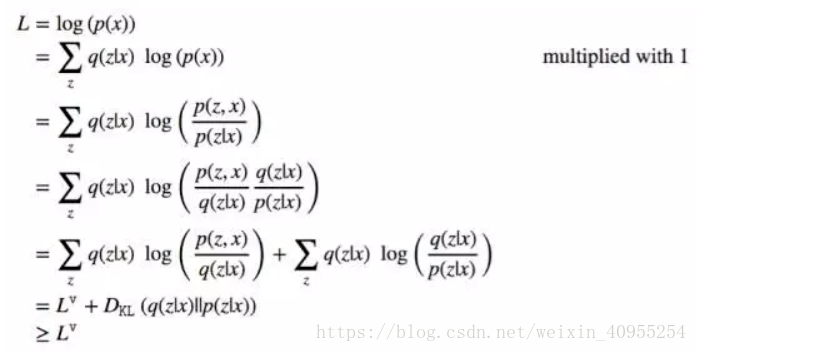 L = log (p(x))
= ∑_z q(z|x) log (p(x)) multiplied with 1
= ∑_z q(z|x) log ( p(z, x) / p(z|x) )
= ∑_z q(z|x) log ( p(z, x) / q(z|x) q(z|x) / p(z|x) )
= ∑_z q(z|x) log ( p(z, x) / q(z|x) ) + ∑_z q(z|x) log ( q(z|x) / p(z|x) )
= L^v + D_KL (q(z|x)||p(z|x))
≥ L^v
https://blog.csdn.net/weixin_40955254